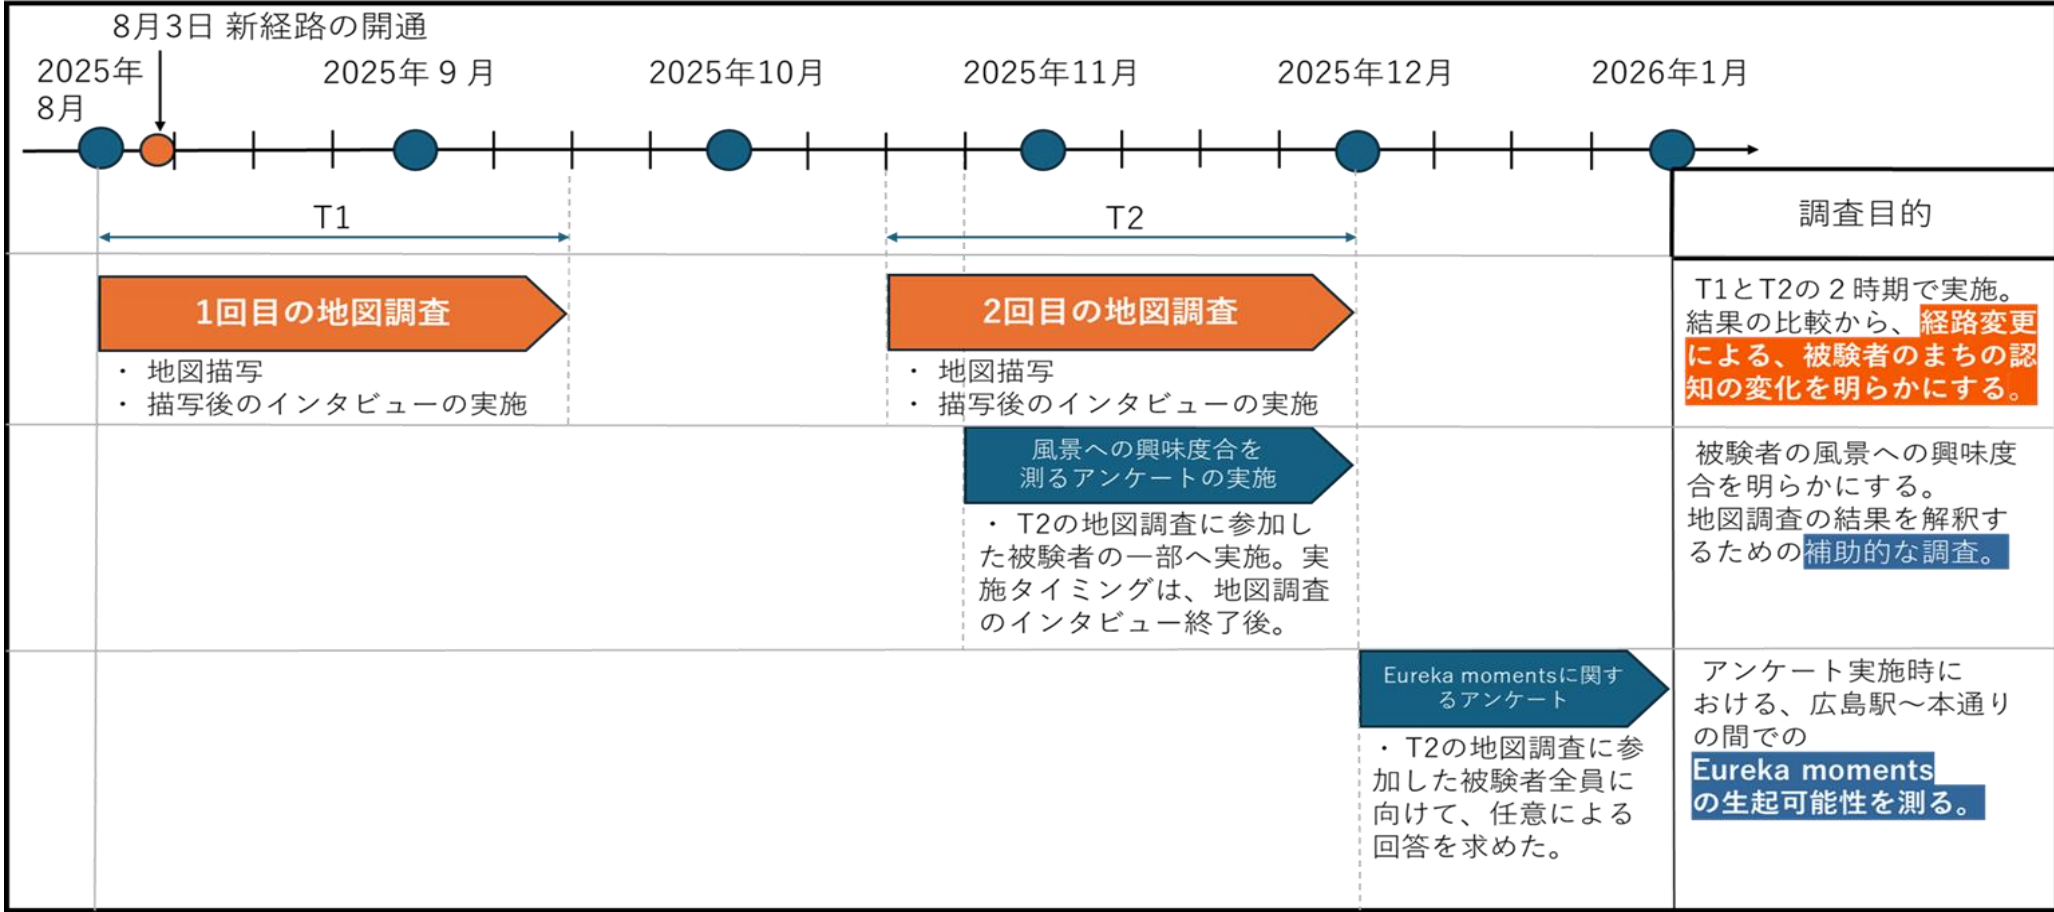 8月3日 新経路の開通
2025年
8月
2025年９月
2025年10月
2025年11月
2025年12月
2026年1月
T1
T2
調査目的
1回目の地図調査
・ 地図描写
・ 描写後のインタビューの実施
2回目の地図調査
・ 地図描写
・ 描写後のインタビューの実施
T1とT2の２時期で実施。
結果の比較から、経路変更
による、被験者のまちの認
知の変化を明らかにする。
風景への興味度合を
測るアンケートの実施
・ T2の地図調査に参加し
た被験者の一部へ実施。実
施タイミングは、地図調査
のインタビュー終了後。
被験者の風景への興味度
合を明らかにする。
地図調査の結果を解釈す
るための補助的な調査。
Eureka momentsに関す
るアンケート
・ T2の地図調査に参
加した被験者全員に
向けて、任意による
回答を求めた。
アンケート実施時に
おける、広島駅～本通り
の間での
Eureka moments
の生起可能性を測る。